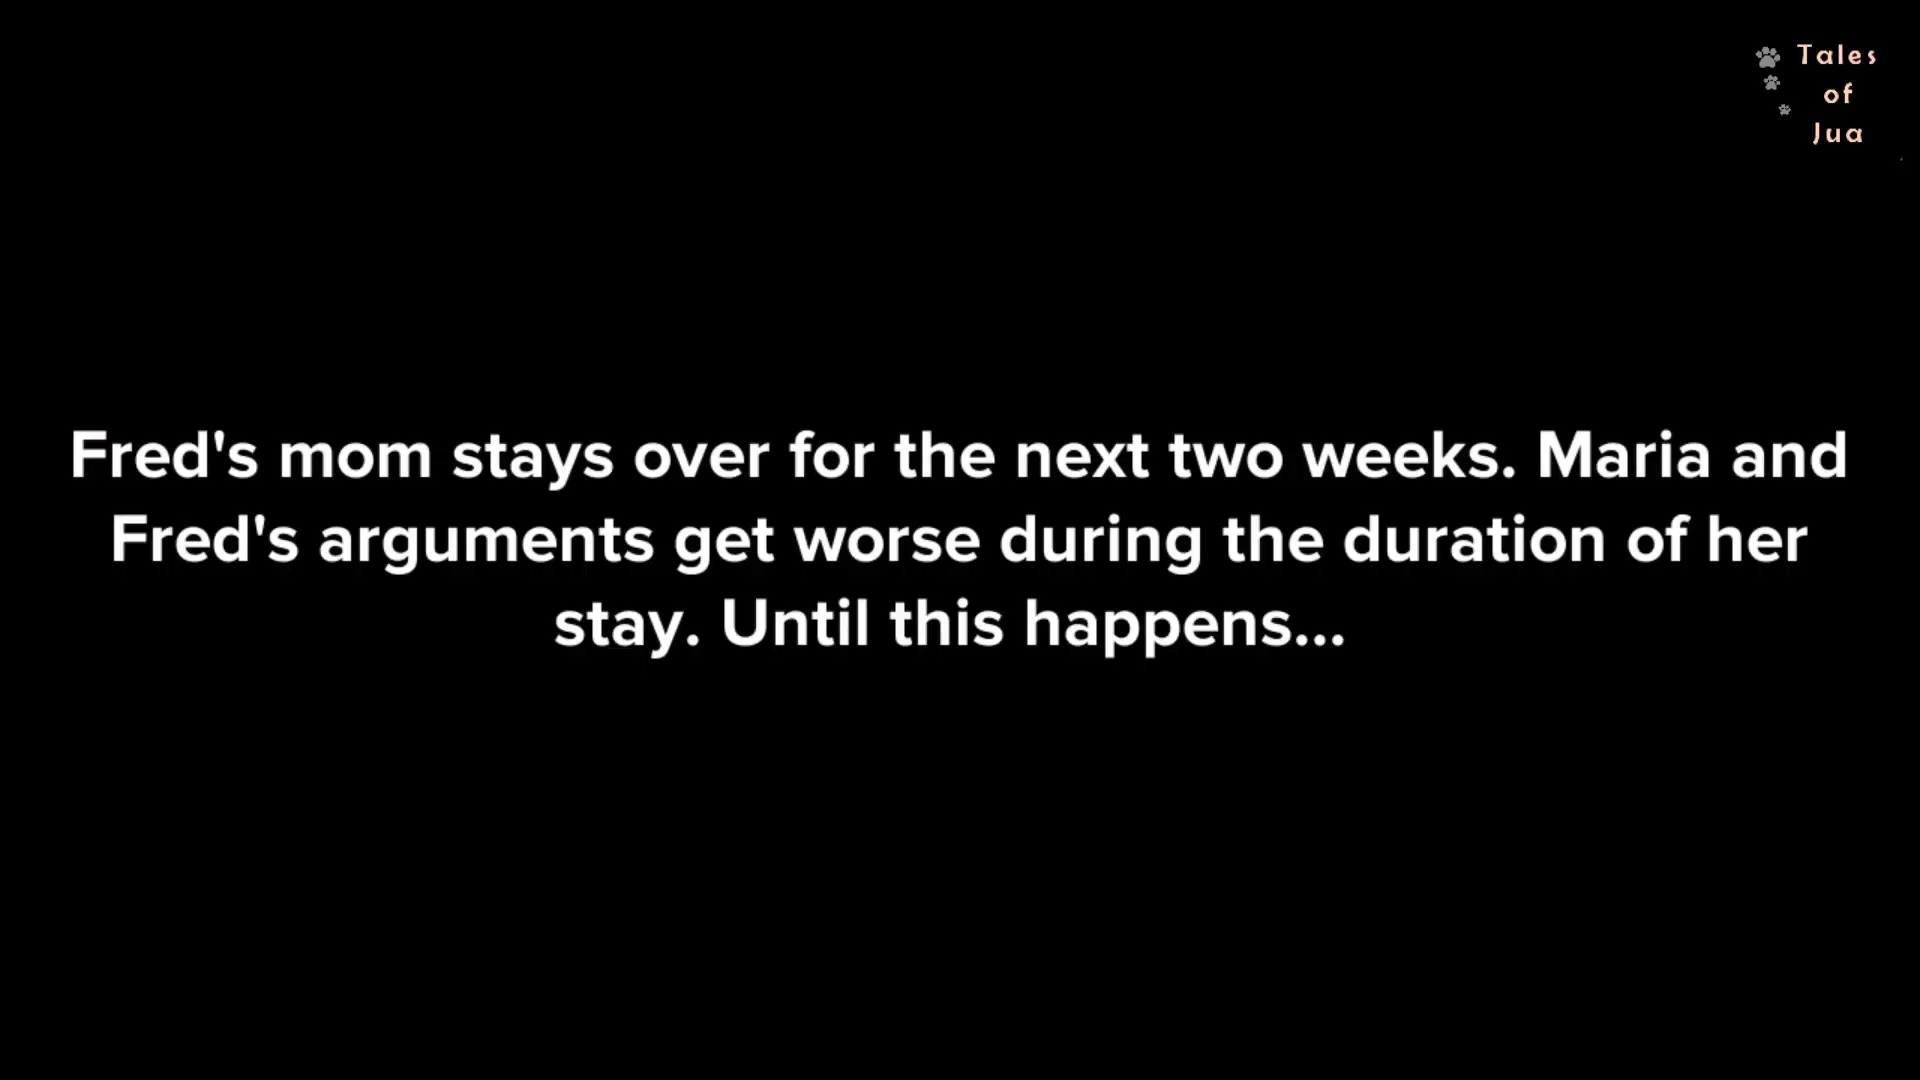 Tales
of
Jua
Fred's mom stays over for the next two weeks. Maria and
Fred's arguments get worse during the duration of her
stay. Until this happens...